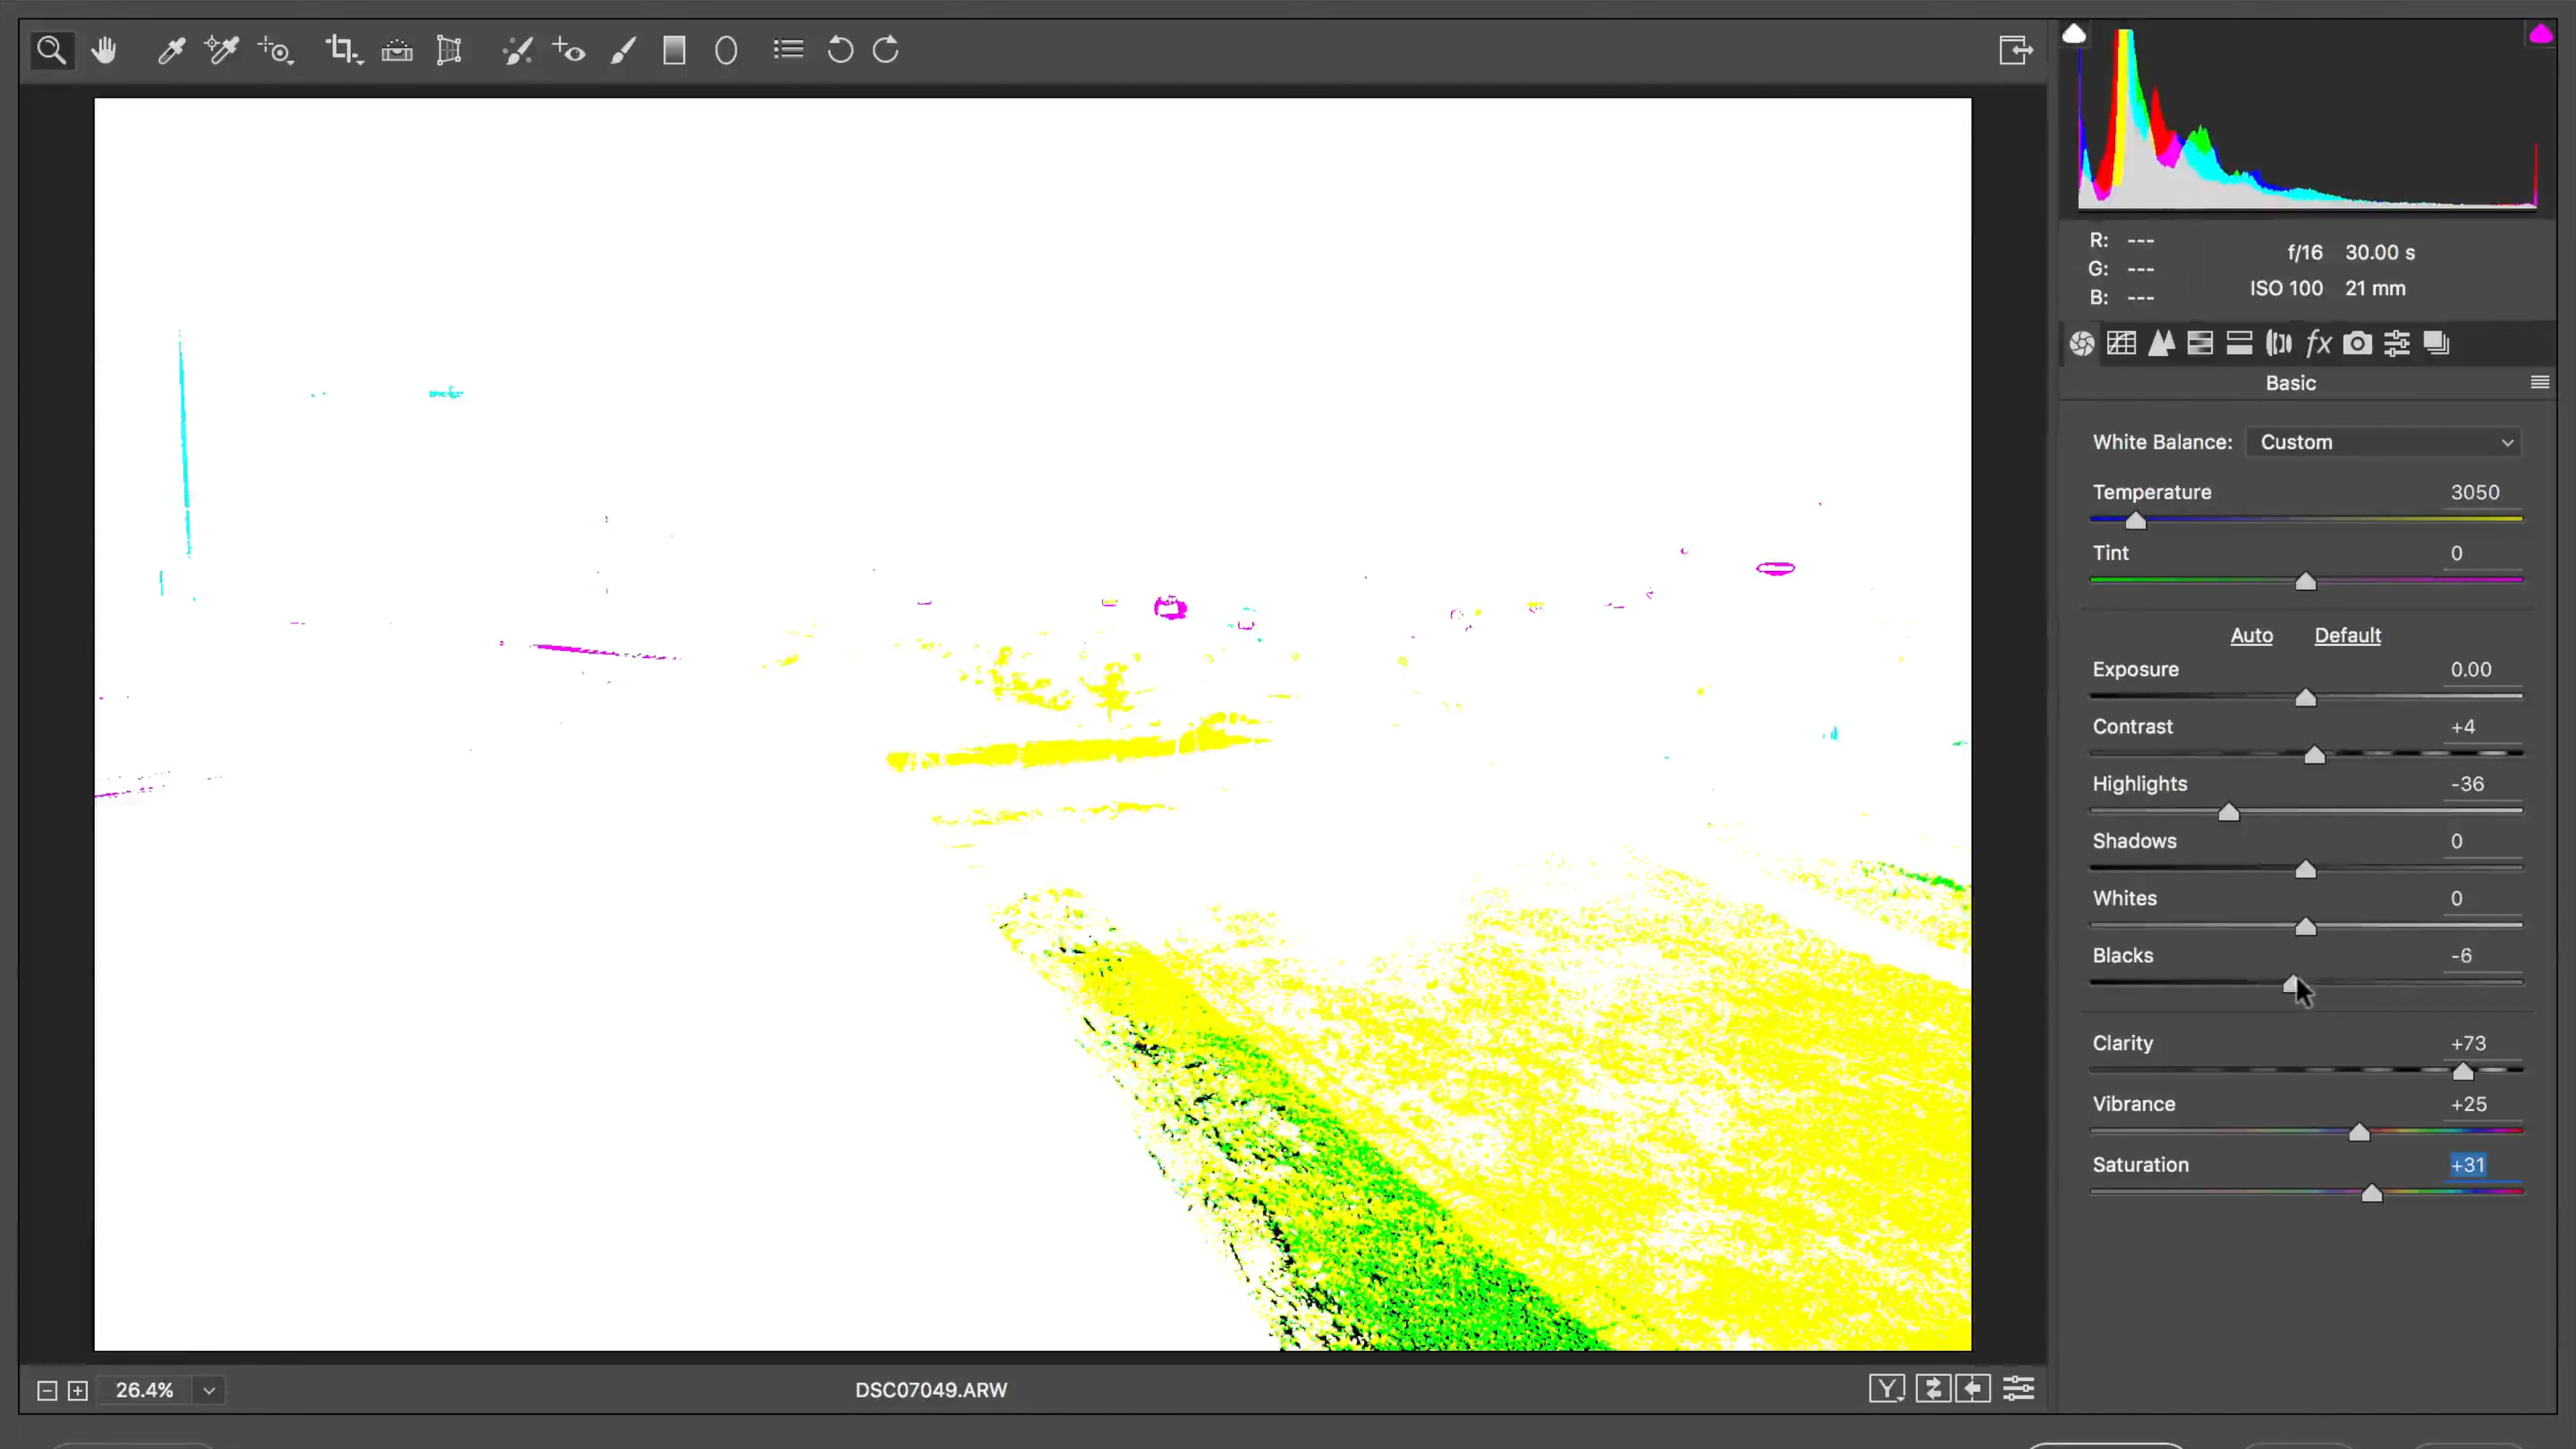 R: ---
G: ---
B: ---
f/16 30.00 s
ISO 100 21 mm
fx
Basic
White Balance: Custom
Temperature 3050
Tint 0
Auto Default
Exposure 0.00
Contrast +4
Highlights -36
Shadows 0
Whites 0
Blacks -6
Clarity +73
Vibrance +25
Saturation +31
26.4%
DSC07049.ARW
Y